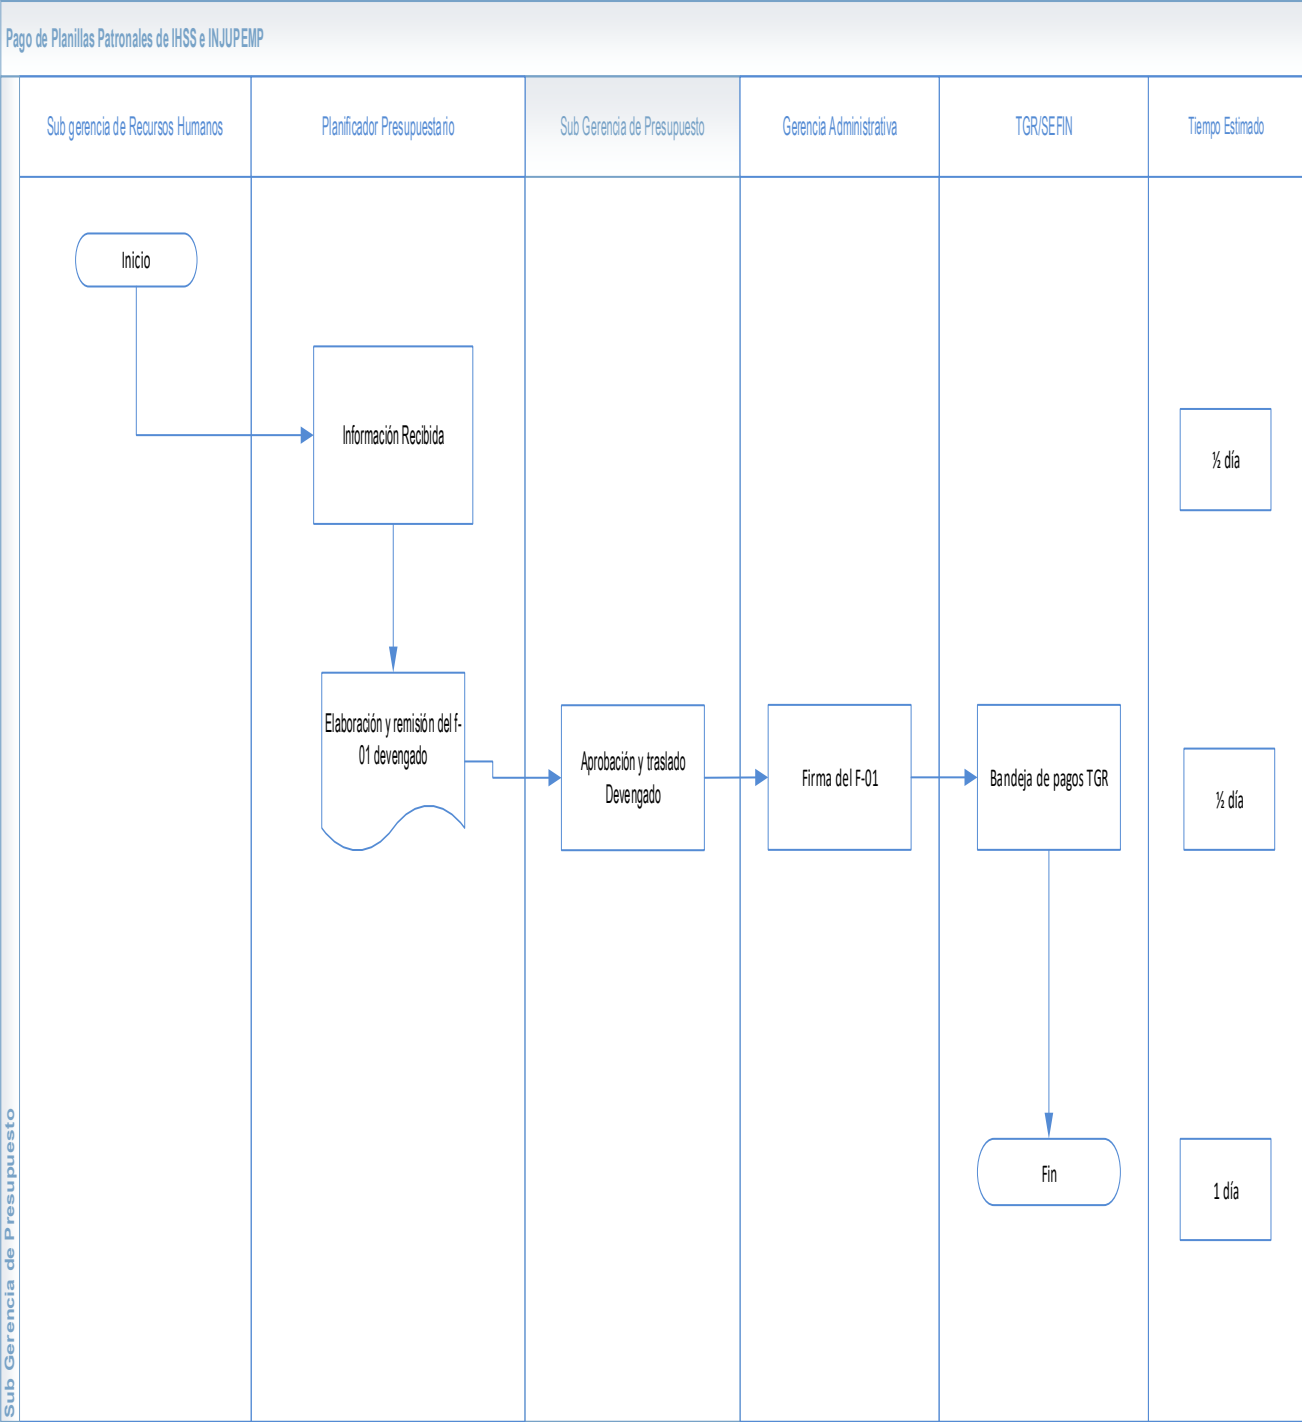 Pago de Planillas Patronales de IHSS e INJUPEMP
Sub gerencia de Recursos Humanos
Planificador Presupuestario
Sub Gerencia de Presupuesto
Gerencia Administrativa
TGR/SEFIN
Tiempo Estimado
Inicio
Información Recibida
½ día
Elaboración y remisión del f-
01 devengado
Aprobación y traslado
Devengado
Firma del F-01
Bandeja de pagos TGR
½ día
Fin
1 día
Sub Gerencia de Presupuesto